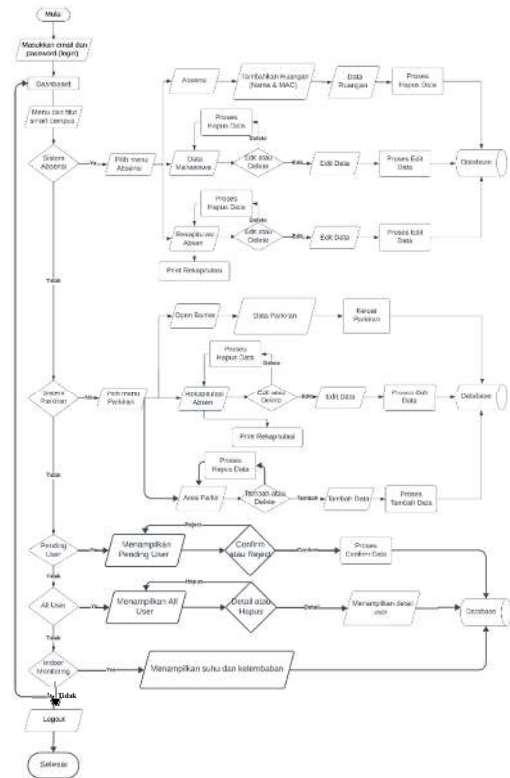 Mulai
Masukkan email dan
password (login)
Dashboard
Menu dan fitur
smart campus
Sistem
Absensi
Ya
Pilih menu
Absensi
Absensi
Tambahkan Ruangan
(Nama & MAC)
Data
Ruangan
Proses
Hapus Data
Proses
Hapus Data
Delete
Data
Mahasiswa
Edit atau
Delete
Edit
Edit Data
Proses Edit
Data
Database
Proses
Hapus Data
Delete
Rekapitulasi
Absen
Edit atau
Delete
Edit
Edit Data
Proses Edit
Data
Print Rekapitulasi
Tidak
Open Barrier
Data Parkiran
Keluar
Parkiran
Proses
Hapus Data
Delete
Sistem
Parkiran
Ya
Pilih menu
Parkiran
Rekapitulasi
Absen
Edit atau
Delete
Edit
Edit Data
Proses Edit
Data
Database
Print Rekapitulasi
Proses
Hapus Data
Delete
Area Parkir
Tambah atau
Delete
Tambah
Tambah Data
Proses
Tambah Data
Tidak
Reject
Pending
User
Ya
Menampilkan
Pending User
Confirm
atau Reject
Confirm
Proses
Confirm Data
Tidak
Hapus
All User
Ya
Menampilkan All
User
Detail atau
Hapus
Detail
Menampilkan detail
user
Database
Tidak
Indoor
Monitoring
Ya
Menampilkan suhu dan kelembaban
Tidak
Logout
Selesai